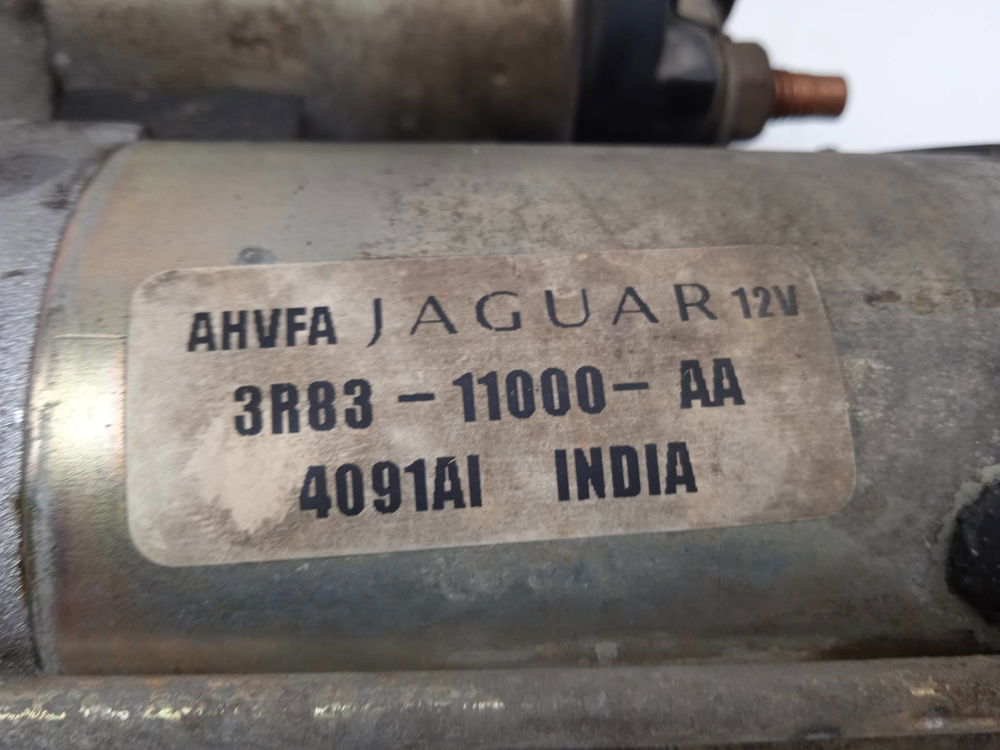 AHVFA JAGUAR 12V
3R83 - 11000- AA
4091AI INDIA